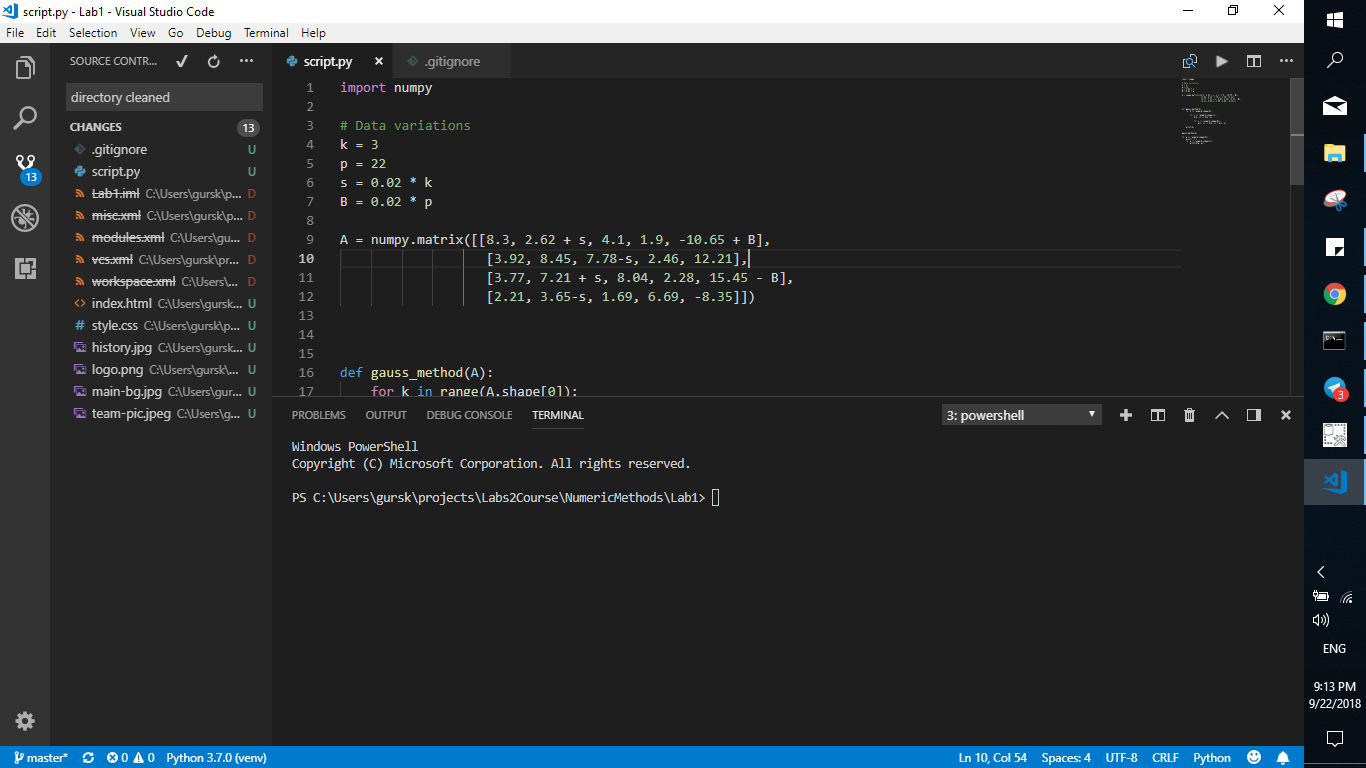 script.py - Lab1 - Visual Studio Code
File Edit Selection View Go Debug Terminal Help
SOURCE CONTR...
directory cleaned
CHANGES 13
.gitignore U
script.py U
Lab1.iml C:\Users\gursk\p... D
misc.xml C:\Users\gursk\p... D
modules.xml C:\Users\gu... D
vcs.xml C:\Users\gursk\pr... D
workspace.xml C:\Users\... D
index.html C:\Users\gursk... U
style.css C:\Users\gursk\p... U
history.jpg C:\Users\gursk... U
logo.png C:\Users\gursk\... U
main-bg.jpg C:\Users\gur... U
team-pic.jpeg C:\Users\g... U
13
script.py .gitignore
1 import numpy
2
3 # Data variations
4 k = 3
5 p = 22
6 s = 0.02 * k
7 B = 0.02 * p
8
9 A = numpy.matrix([[8.3, 2.62 + s, 4.1, 1.9, -10.65 + B],
10 [3.92, 8.45, 7.78-s, 2.46, 12.21],
11 [3.77, 7.21 + s, 8.04, 2.28, 15.45 - B],
12 [2.21, 3.65-s, 1.69, 6.69, -8.35]])
13
14
15
16 def gauss_method(A):
17 for k in range(A.shape[0]):
PROBLEMS OUTPUT DEBUG CONSOLE TERMINAL 3: powershell
Windows PowerShell
Copyright (C) Microsoft Corporation. All rights reserved.
PS C:\Users\gursk\projects\Labs2Course\NumericMethods\Lab1>
master* 0 0 Python 3.7.0 (venv) Ln 10, Col 54 Spaces: 4 UTF-8 CRLF Python
3
ENG
9:13 PM
9/22/2018